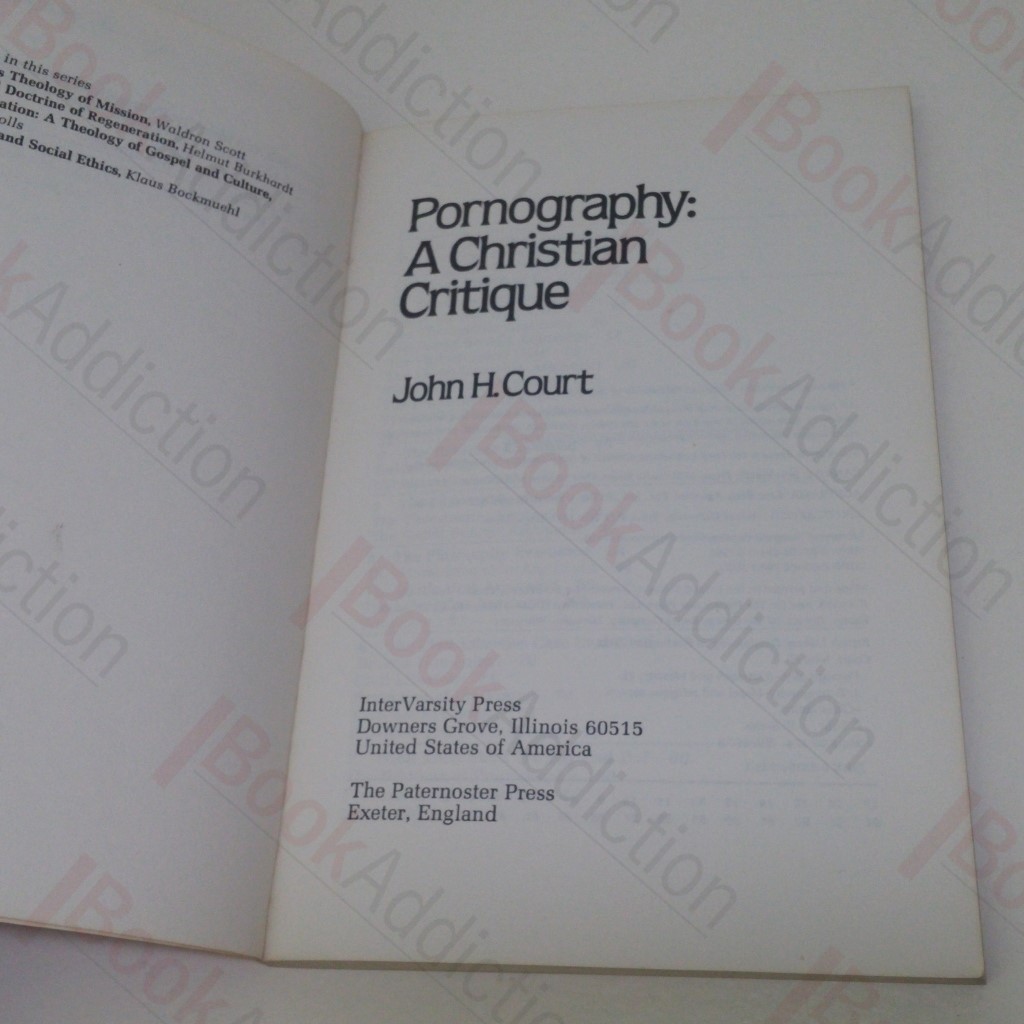 in this series
Theology of Mission, Waldron Scott
Doctrine of Regeneration, Helmut Burkhardt
ation: A Theology of Gospel and Culture,
olls
and Social Ethics, Klaus Bockmuehl
Pornography:
A Christian
Critique
John H. Court
InterVarsity Press
Downers Grove, Illinois 60515
United States of America
The Paternoster Press
Exeter, England
BookAddiction